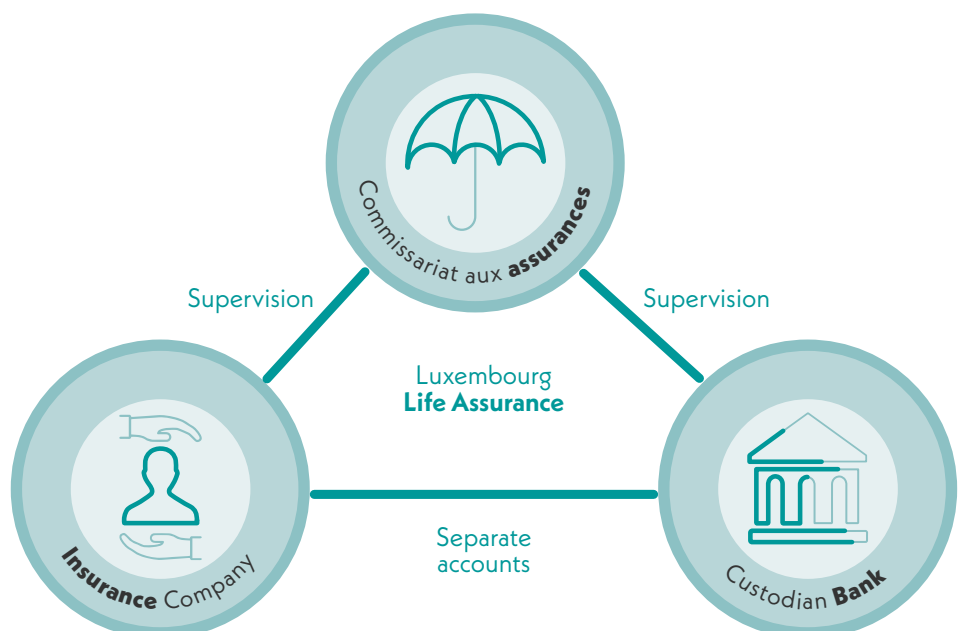 Commissariat aux assurances
Supervision
Supervision
Luxembourg
Life Assurance
Separate
accounts
Insurance Company
Custodian Bank